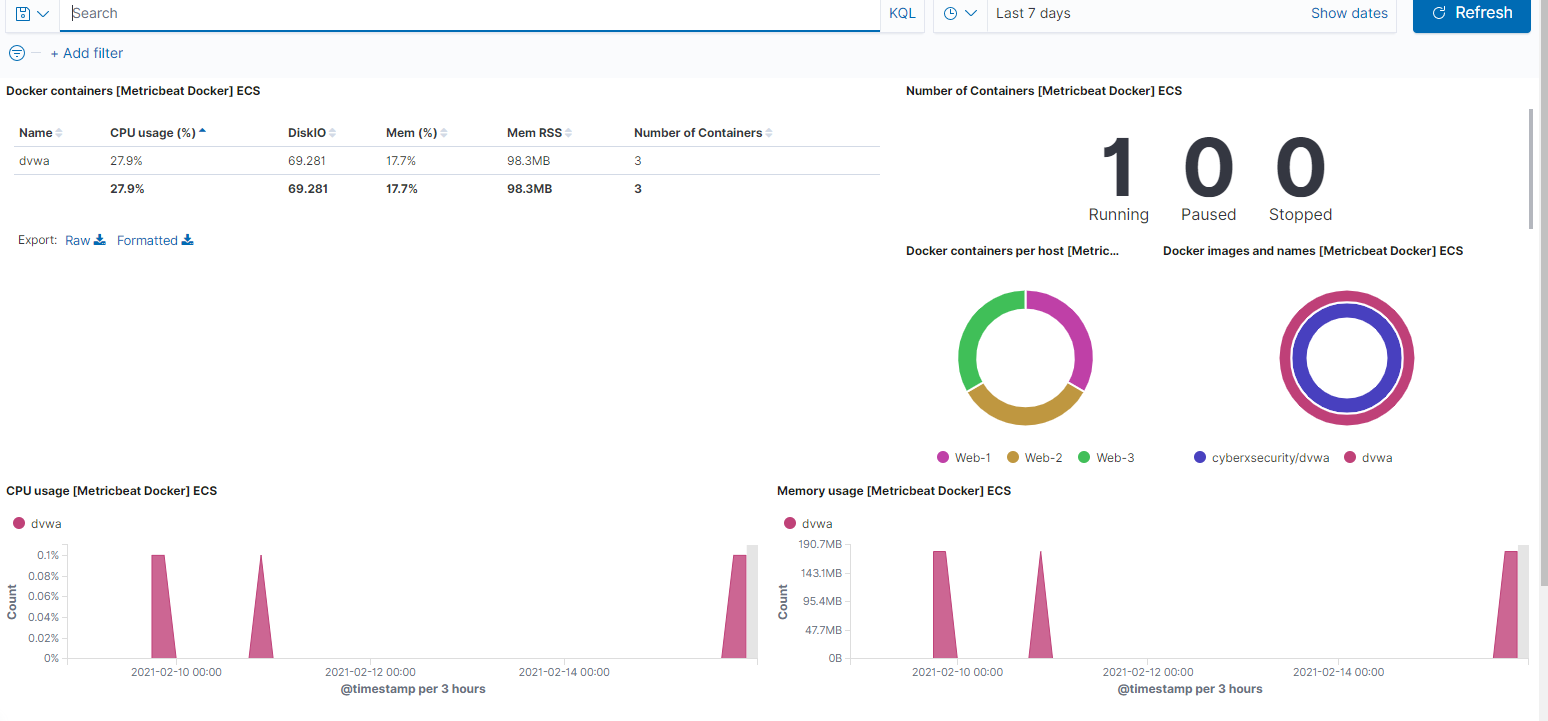 Search
KQL
Last 7 days
Show dates
Refresh
+ Add filter
Docker containers [Metricbeat Docker] ECS
Name CPU usage (%) DiskIO Mem (%) Mem RSS Number of Containers
dvwa 27.9% 69.281 17.7% 98.3MB 3
27.9% 69.281 17.7% 98.3MB 3
Export: Raw Formatted
Number of Containers [Metricbeat Docker] ECS
1 0 0
Running Paused Stopped
Docker containers per host [Metric...
Web-1 Web-2 Web-3
Docker images and names [Metricbeat Docker] ECS
cyberxsecurity/dvwa dvwa
CPU usage [Metricbeat Docker] ECS
dvwa
Count
0.1%
0.08%
0.06%
0.04%
0.02%
0%
2021-02-10 00:00 2021-02-12 00:00 2021-02-14 00:00
@timestamp per 3 hours
Memory usage [Metricbeat Docker] ECS
dvwa
Count
190.7MB
143.1MB
95.4MB
47.7MB
0B
2021-02-10 00:00 2021-02-12 00:00 2021-02-14 00:00
@timestamp per 3 hours